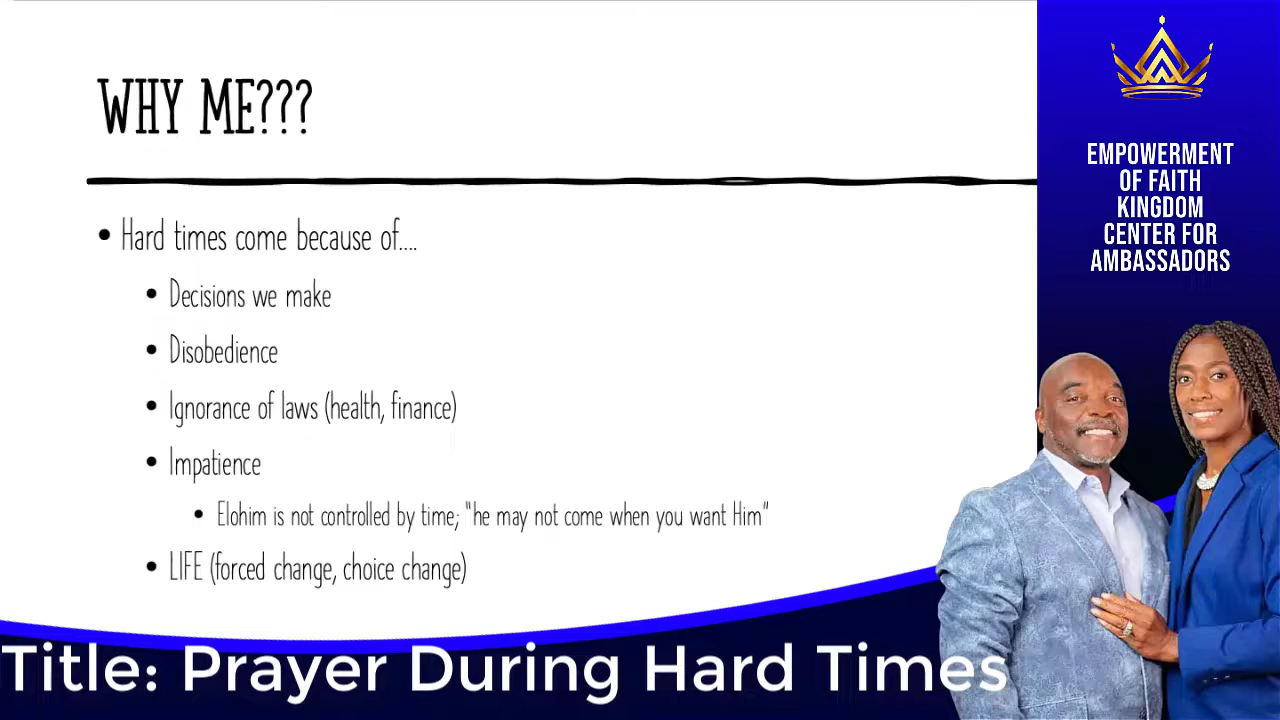 WHY ME???
• Hard times come because of....
• Decisions we make
• Disobedience
• Ignorance of laws (health, finance)
• Impatience
• Elohim is not controlled by time; "he may not come when you want Him"
• LIFE (forced change, choice change)
EMPOWERMENT
OF FAITH
KINGDOM
CENTER FOR
AMBASSADORS
Title: Prayer During Hard Times